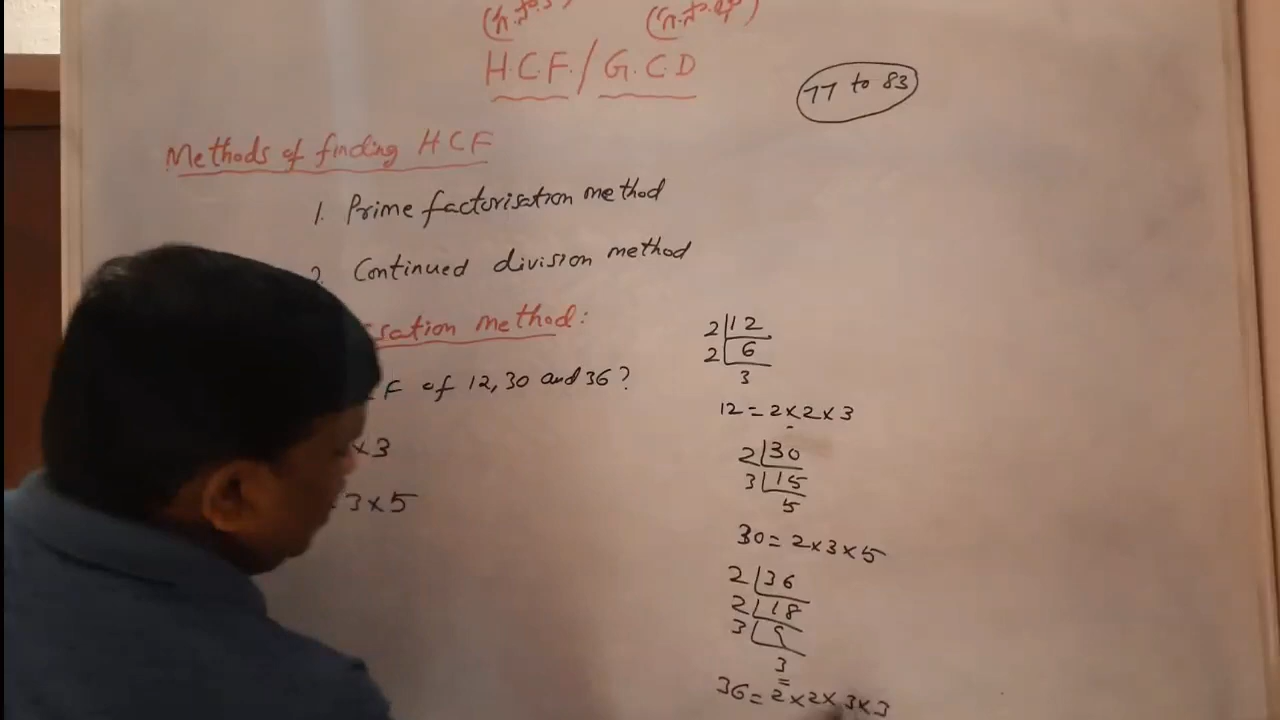 H.C.F. / G.C.D
77 to 83
Methods of finding HCF
1. Prime factorisation method
2. Continued division method
sation method:
F of 12, 30 and 36?
×3
3×5
2 12
2 6
3
12 = 2×2×3
2 30
3 15
5
30 = 2×3×5
2 36
2 18
3 9
3
36 = 2×2×3×3